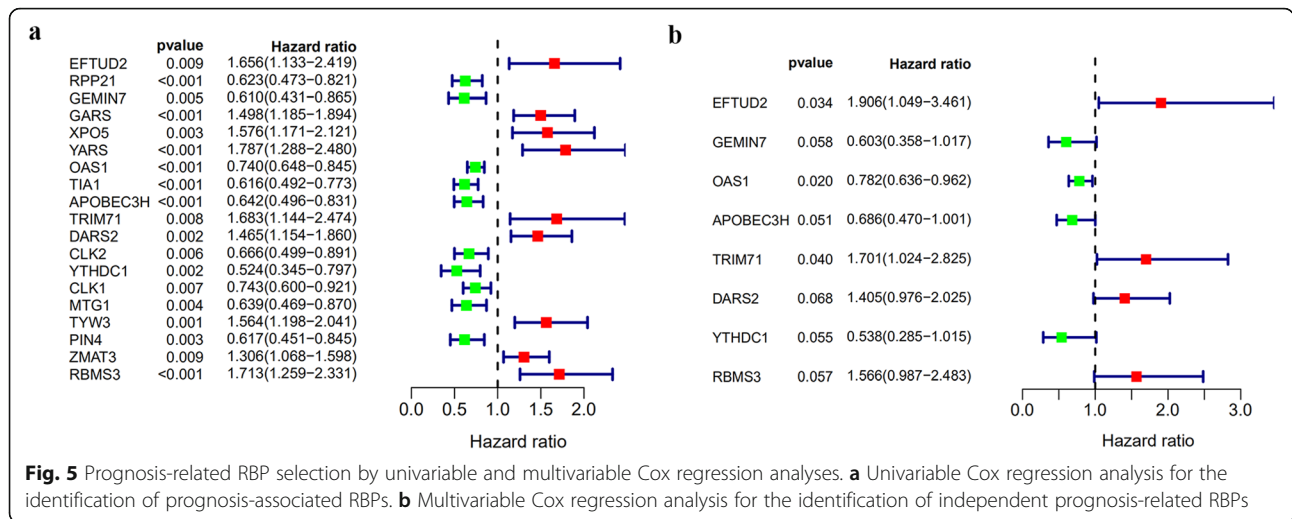 a
pvalue Hazard ratio
EFTUD2 0.009 1.656(1.133−2.419)
RPP21 <0.001 0.623(0.473−0.821)
GEMIN7 0.005 0.610(0.431−0.865)
GARS <0.001 1.498(1.185−1.894)
XPO5 0.003 1.576(1.171−2.121)
YARS <0.001 1.787(1.288−2.480)
OAS1 <0.001 0.740(0.648−0.845)
TIA1 <0.001 0.616(0.492−0.773)
APOBEC3H <0.001 0.642(0.496−0.831)
TRIM71 0.008 1.683(1.144−2.474)
DARS2 0.002 1.465(1.154−1.860)
CLK2 0.006 0.666(0.499−0.891)
YTHDC1 0.002 0.524(0.345−0.797)
CLK1 0.007 0.743(0.600−0.921)
MTG1 0.004 0.639(0.469−0.870)
TYW3 0.001 1.564(1.198−2.041)
PIN4 0.003 0.617(0.451−0.845)
ZMAT3 0.009 1.306(1.068−1.598)
RBMS3 <0.001 1.713(1.259−2.331)
0.0 0.5 1.0 1.5 2.0
Hazard ratio
b
pvalue Hazard ratio
EFTUD2 0.034 1.906(1.049−3.461)
GEMIN7 0.058 0.603(0.358−1.017)
OAS1 0.020 0.782(0.636−0.962)
APOBEC3H 0.051 0.686(0.470−1.001)
TRIM71 0.040 1.701(1.024−2.825)
DARS2 0.068 1.405(0.976−2.025)
YTHDC1 0.055 0.538(0.285−1.015)
RBMS3 0.057 1.566(0.987−2.483)
0.0 1.0 2.0 3.0
Hazard ratio
Fig. 5 Prognosis-related RBP selection by univariable and multivariable Cox regression analyses. a Univariable Cox regression analysis for the
identification of prognosis-associated RBPs. b Multivariable Cox regression analysis for the identification of independent prognosis-related RBPs